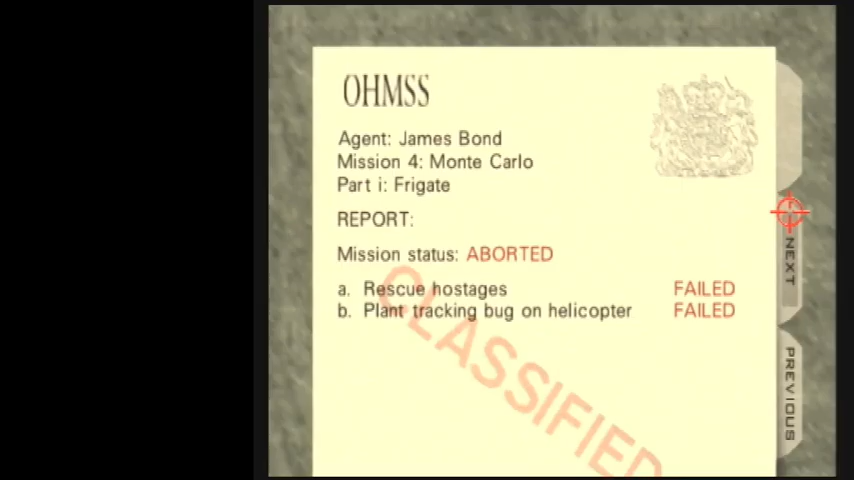 OHMSS
Agent: James Bond
Mission 4: Monte Carlo
Part i: Frigate
REPORT:
Mission status: ABORTED
a. Rescue hostages FAILED
b. Plant tracking bug on helicopter FAILED
CLASSIFIED
NEXT
PREVIOUS